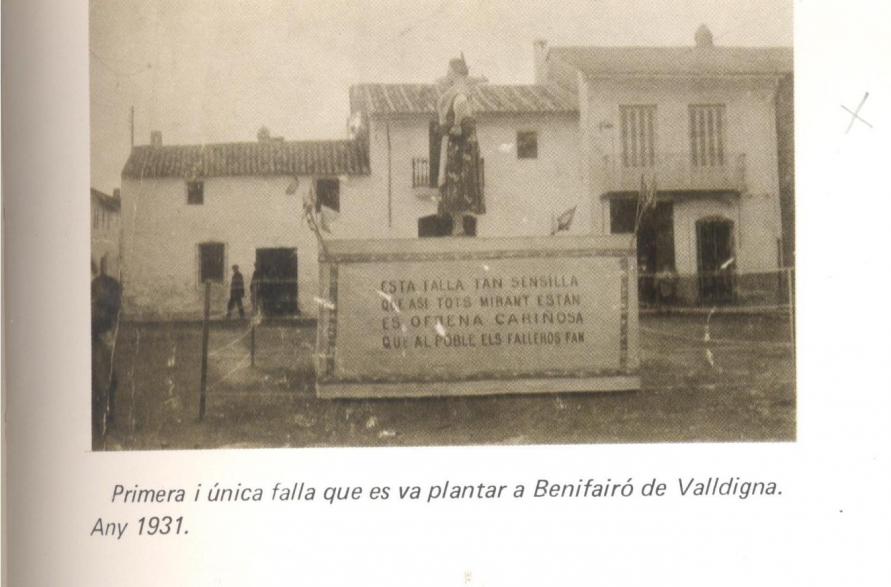 ESTA FALLA TAN SENSILLA
QUE ASI TOTS MIRANT ESTÁN
ES OFRENA CARIÑOSA
QUE AL POBLE ELS FALLEROS FAN
Primera i única falla que es va plantar a Benifairó de Valldigna.
Any 1931.